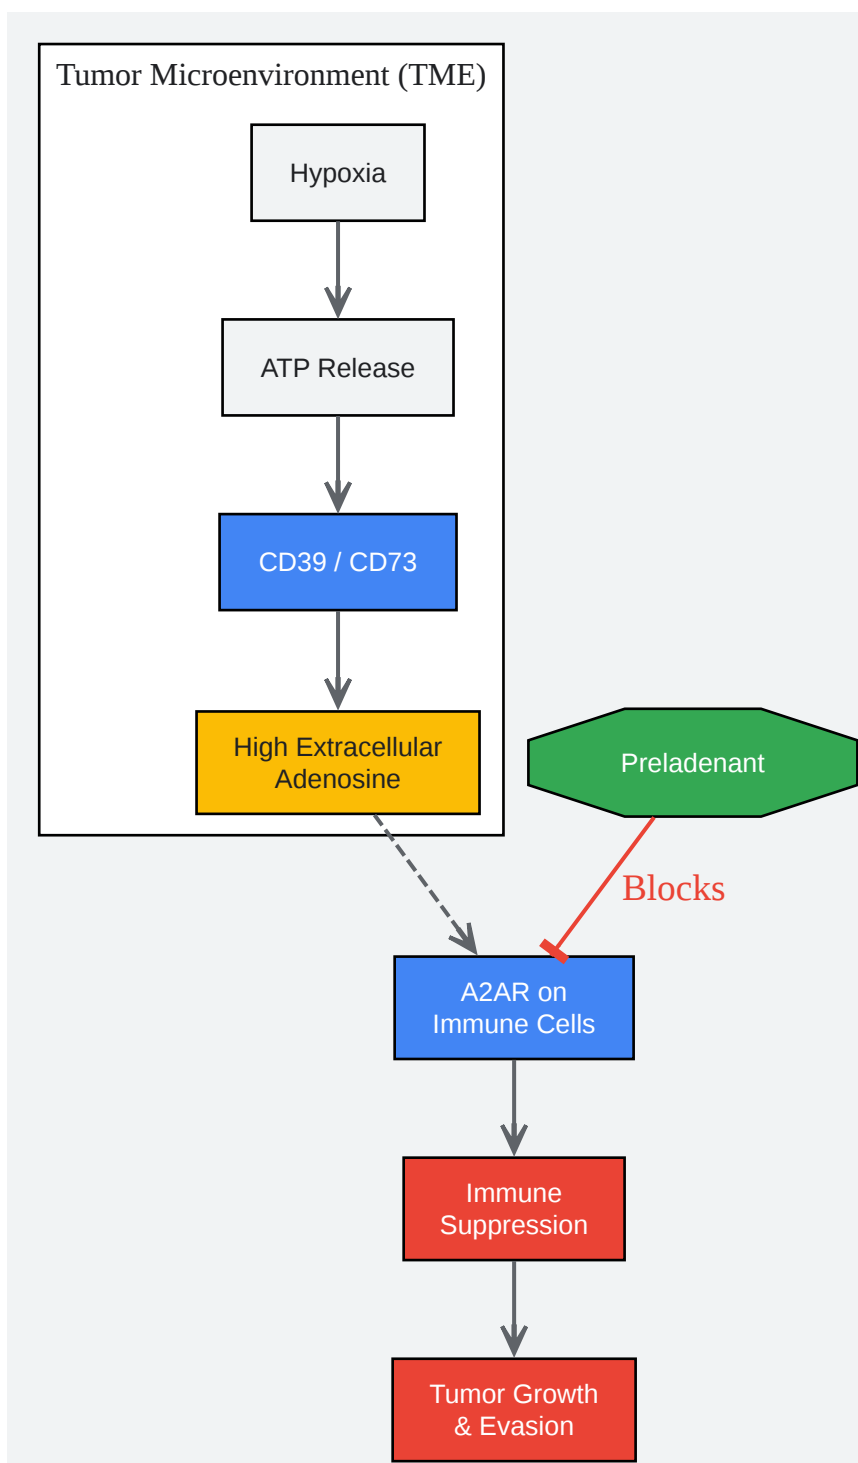 Tumor Microenvironment (TME)
Hypoxia
ATP Release
CD39 / CD73
High Extracellular
Adenosine
Preladenant
Blocks
A2AR on
Immune Cells
Immune
Suppression
Tumor Growth
& Evasion